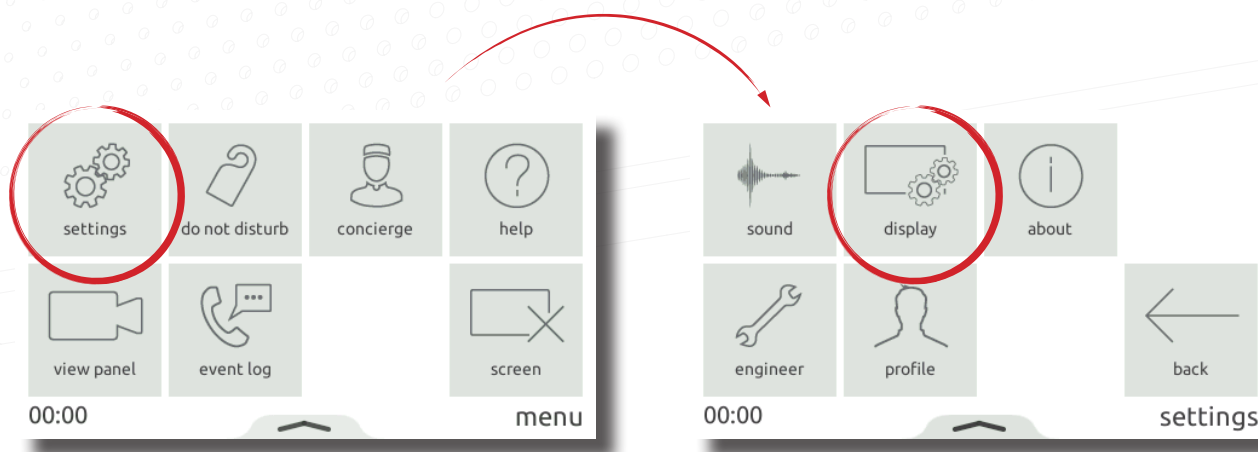 settings
do not disturb
concierge
help
view panel
event log
screen
00:00
menu
sound
display
about
engineer
profile
back
00:00
settings